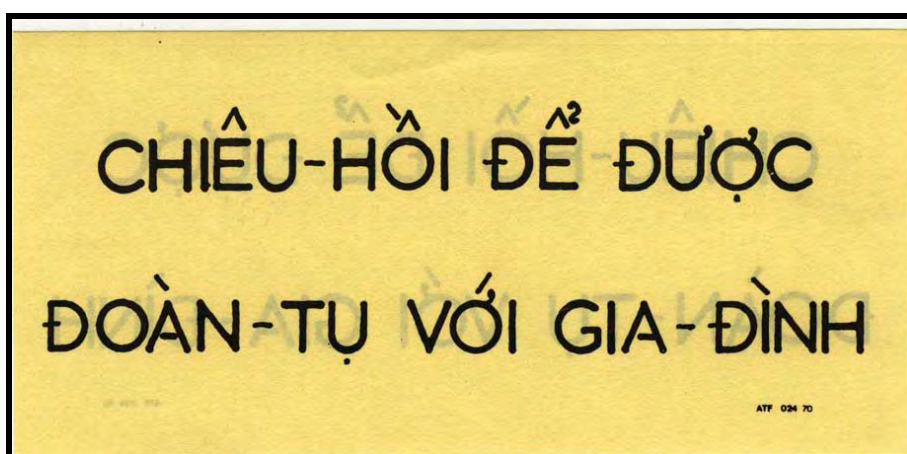 CHIÊU-HỒI ĐỂ ĐƯỢC
ĐOÀN-TỤ VỚI GIA-ĐÌNH
ATF 024 70